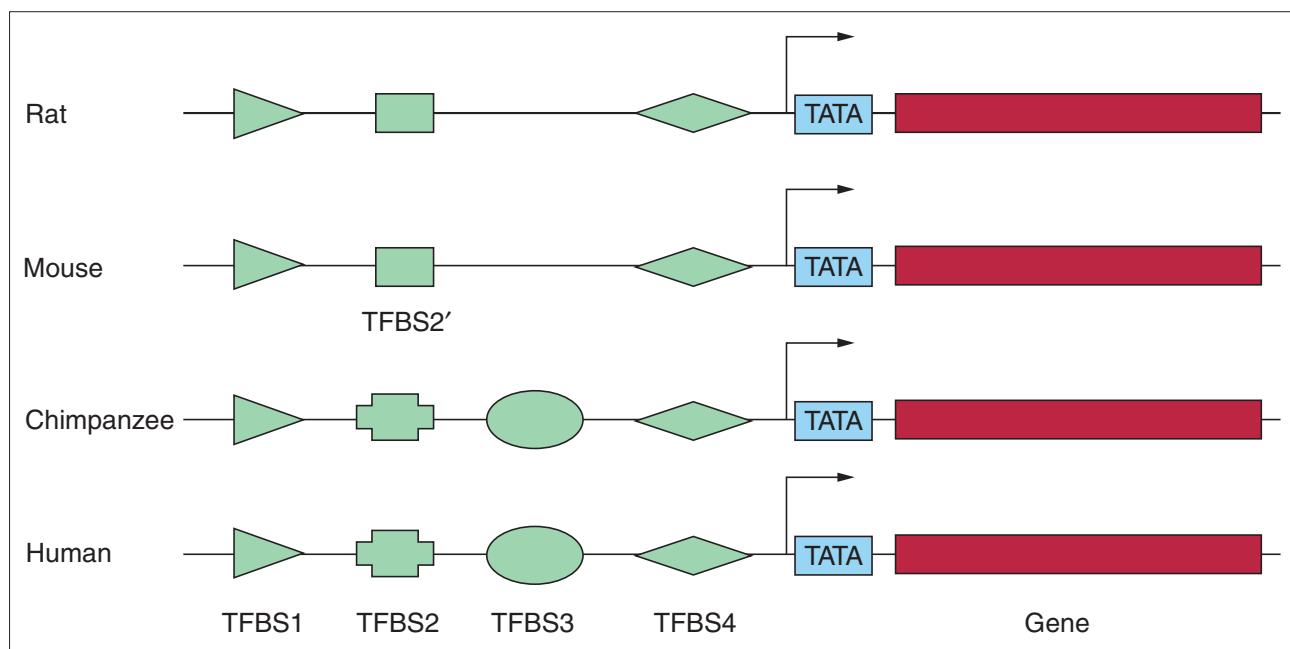 Rat TATA
Mouse TATA
TFBS2′
Chimpanzee TATA
Human TATA
TFBS1 TFBS2 TFBS3 TFBS4 Gene